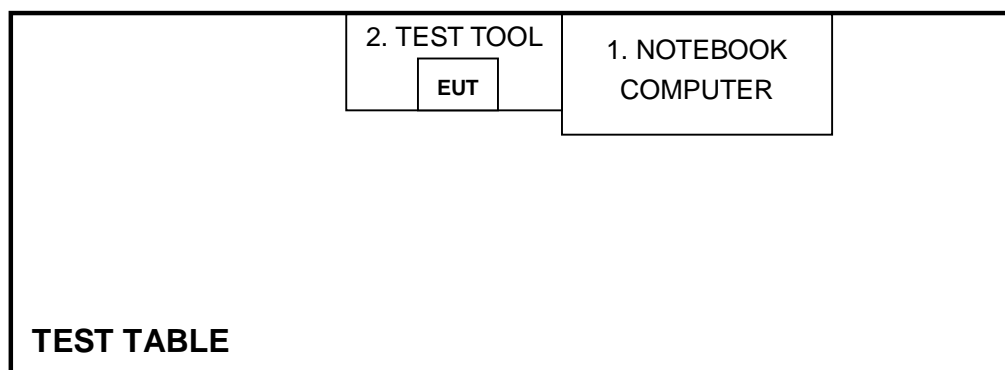 2. TEST TOOL
EUT
1. NOTEBOOK
COMPUTER
TEST TABLE